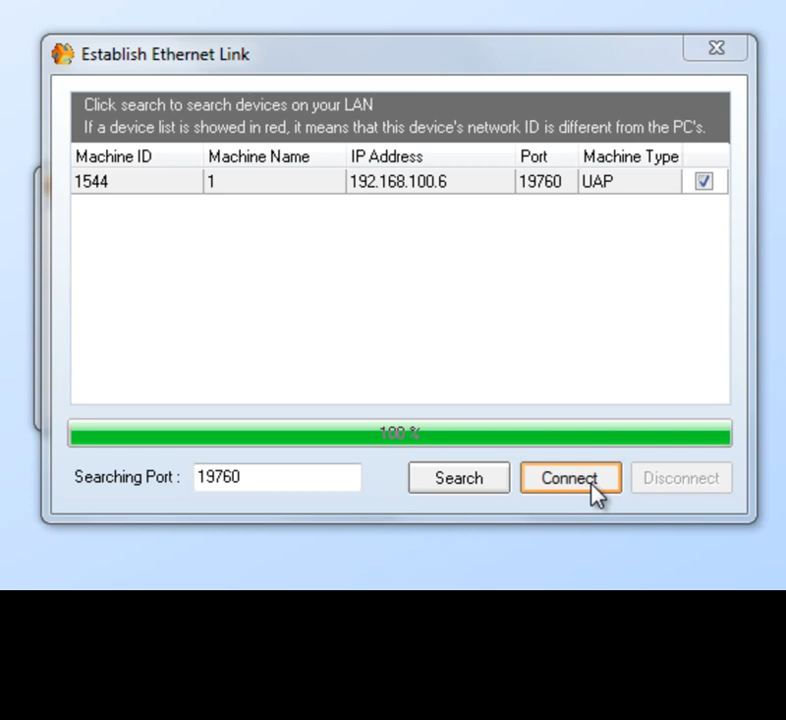 Establish Ethernet Link
Click search to search devices on your LAN
If a device list is showed in red, it means that this device's network ID is different from the PC's.
Machine ID Machine Name IP Address Port Machine Type
1544 1 192.168.100.6 19760 UAP
100 %
Searching Port : 19760 Search Connect Disconnect